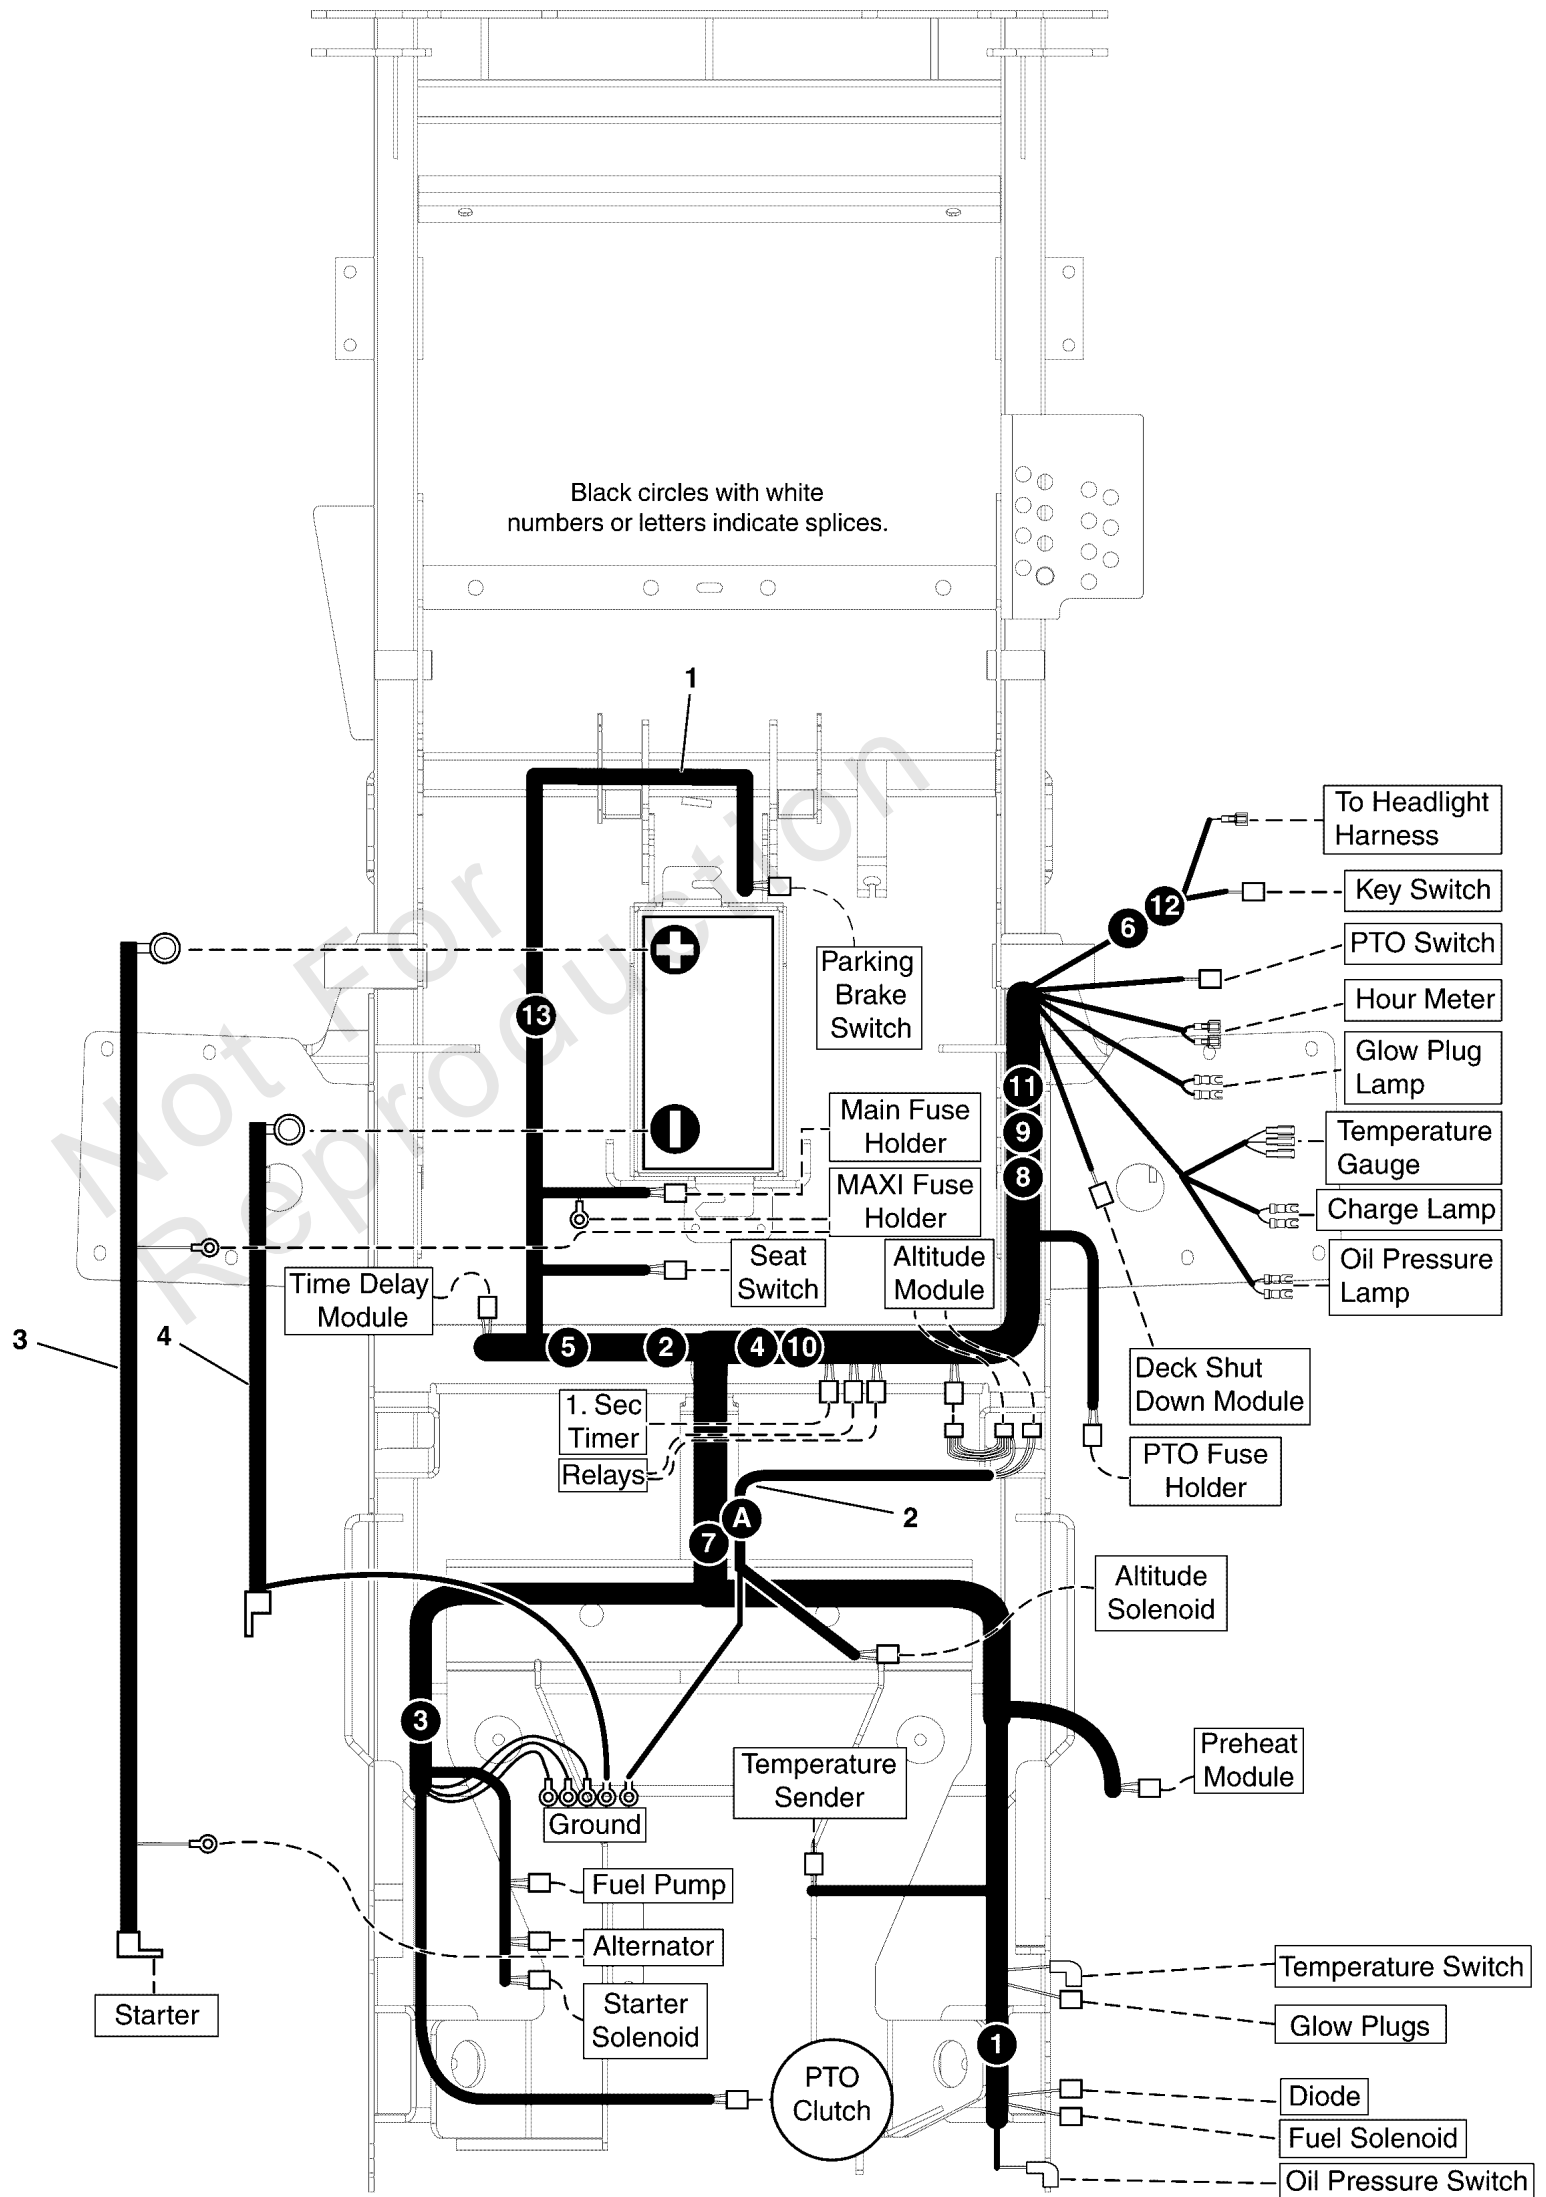 Black circles with white
numbers or letters indicate splices.
1
To Headlight
Harness
Key Switch
12
6
PTO Switch
Parking
Brake
Switch
Hour Meter
13
Glow Plug
Lamp
11
9
8
Main Fuse
Holder
Temperature
Gauge
MAXI Fuse
Holder
Charge Lamp
Seat
Switch
Altitude
Module
Oil Pressure
Lamp
Time Delay
Module
3
4
5
2
4
10
Deck Shut
Down Module
1. Sec
Timer
Relays
PTO Fuse
Holder
2
A
7
Altitude
Solenoid
3
Preheat
Module
Temperature
Sender
Ground
Fuel Pump
Alternator
Starter
Solenoid
Starter
Temperature Switch
Glow Plugs
1
PTO
Clutch
Diode
Fuel Solenoid
Oil Pressure Switch
Not For
Reproduction